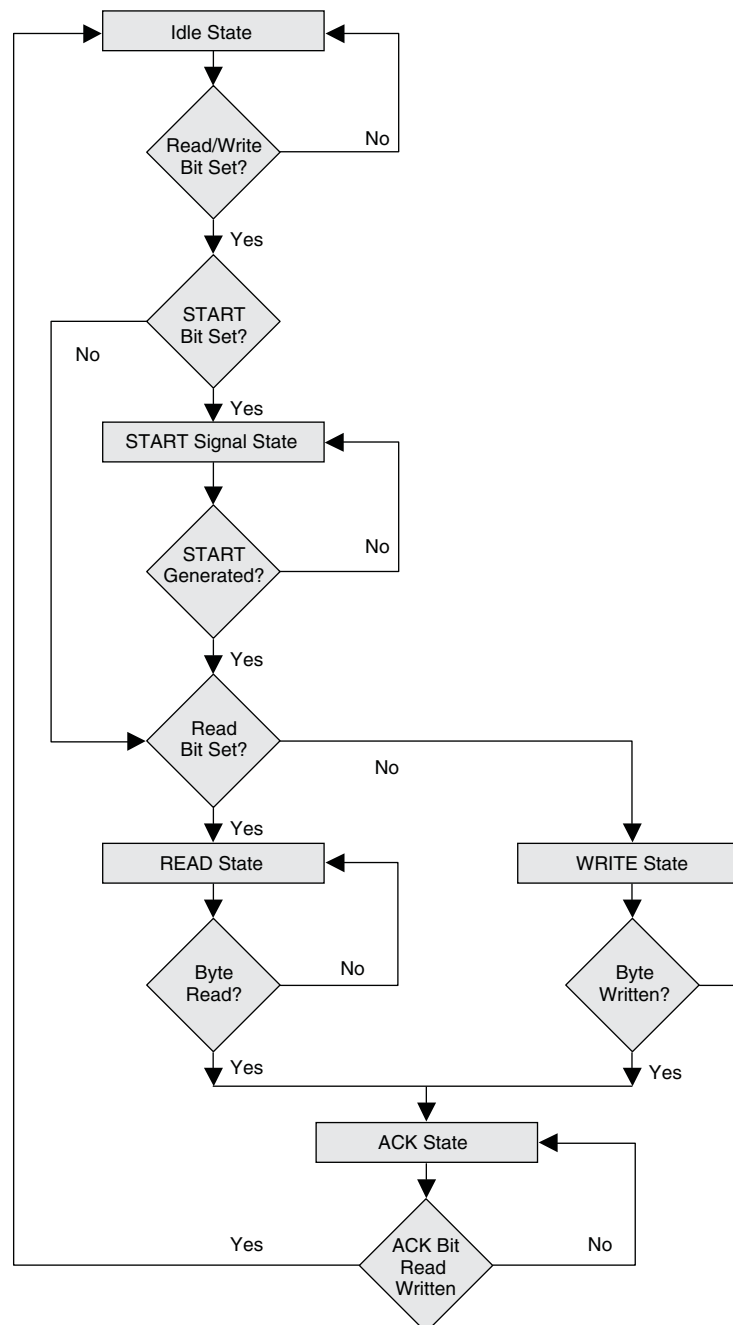 Idle State
Read/Write
Bit Set?
No
Yes
START
Bit Set?
No
Yes
START Signal State
START
Generated?
No
Yes
Read
Bit Set?
No
Yes
READ State
WRITE State
Byte
Read?
No
Byte
Written?
Yes
Yes
ACK State
ACK Bit
Read
Written
Yes
No